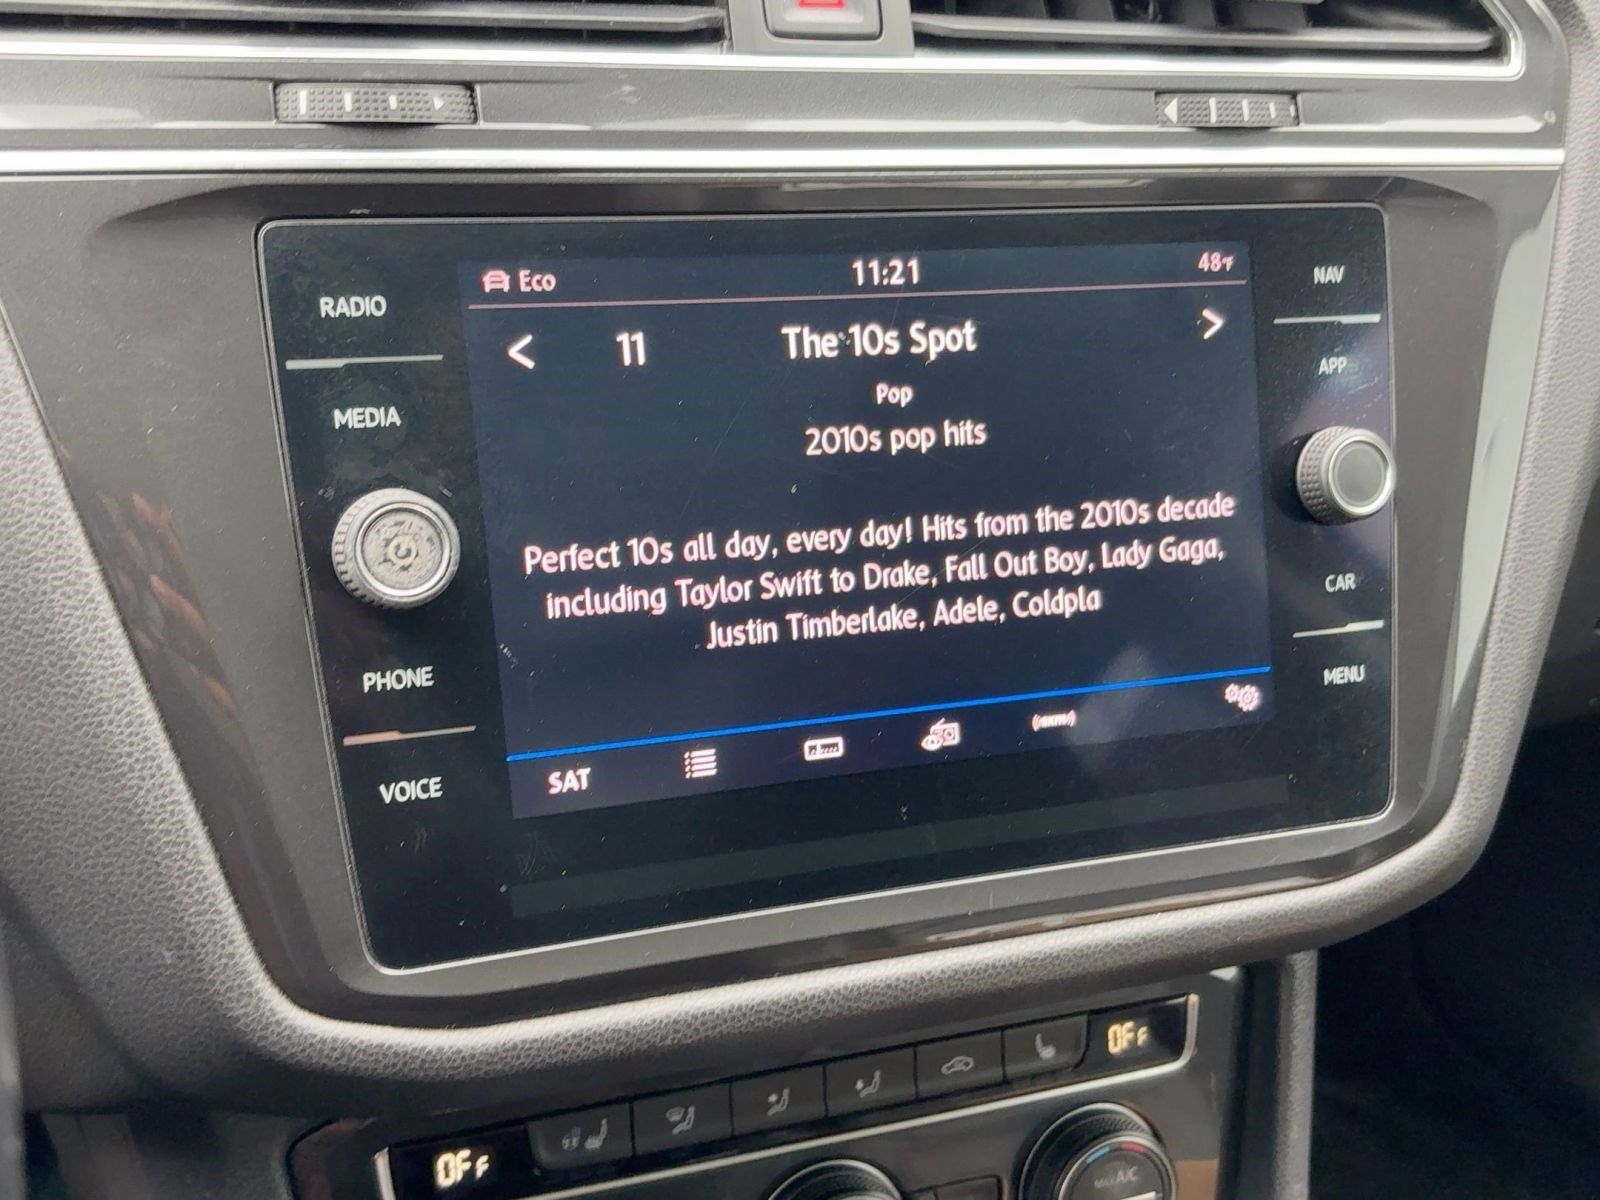 RADIO
MEDIA
PHONE
VOICE
Eco
11:21
48°F
< 11 The 10s Spot >
Pop
2010s pop hits
Perfect 10s all day, every day! Hits from the 2010s decade
including Taylor Swift to Drake, Fall Out Boy, Lady Gaga,
Justin Timberlake, Adele, Coldpla
SAT
((SXM))
NAV
APP
CAR
MENU
OFF
OFF
A/C